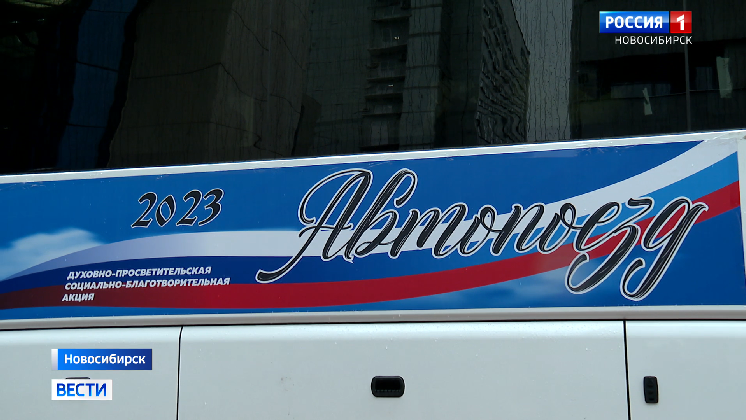 РОССИЯ 1
НОВОСИБИРСК
2023 Автопоезд
ДУХОВНО-ПРОСВЕТИТЕЛЬСКАЯ
СОЦИАЛЬНО-БЛАГОТВОРИТЕЛЬНАЯ
АКЦИЯ
Новосибирск
ВЕСТИ